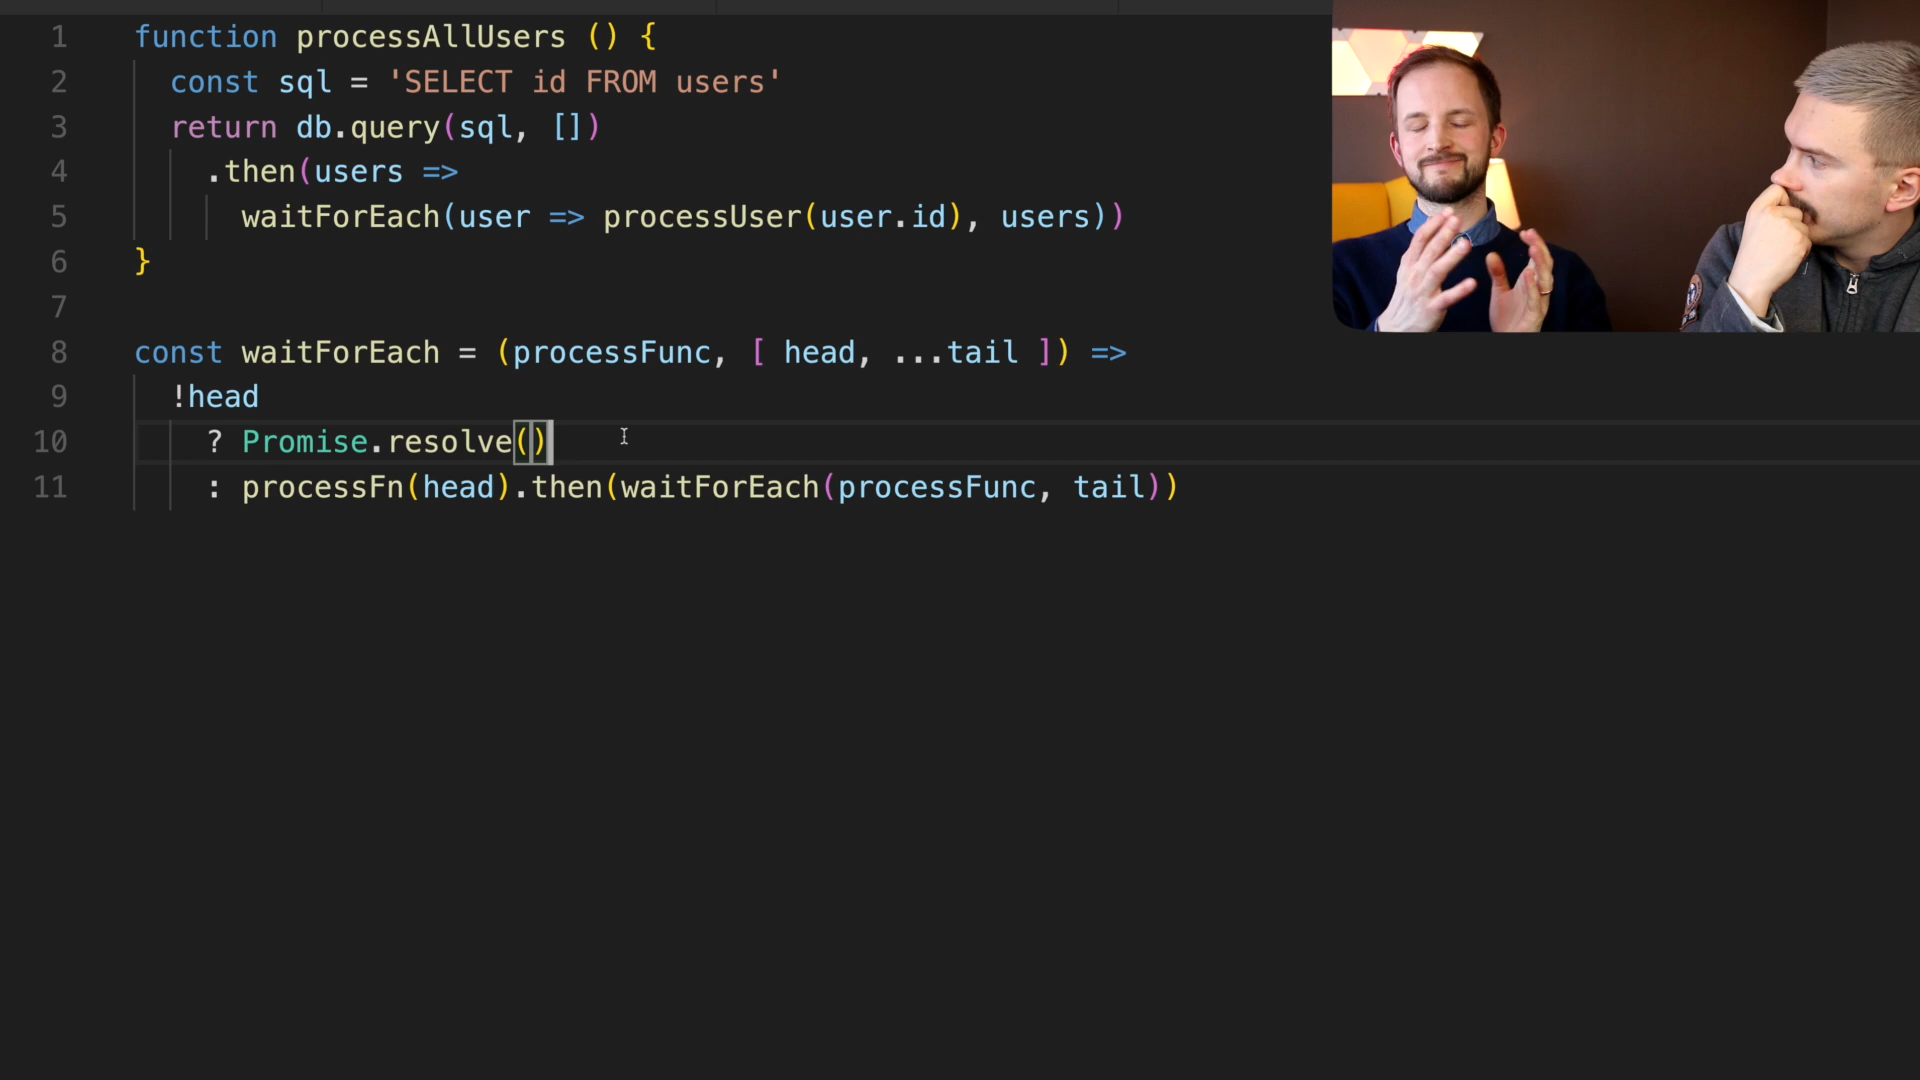 1 function processAllUsers () {
2 const sql = 'SELECT id FROM users'
3 return db.query(sql, [])
4 .then(users =>
5 waitForEach(user => processUser(user.id), users))
6 }
7
8 const waitForEach = (processFunc, [ head, ...tail ]) =>
9 !head
10 ? Promise.resolve()
11 : processFn(head).then(waitForEach(processFunc, tail))